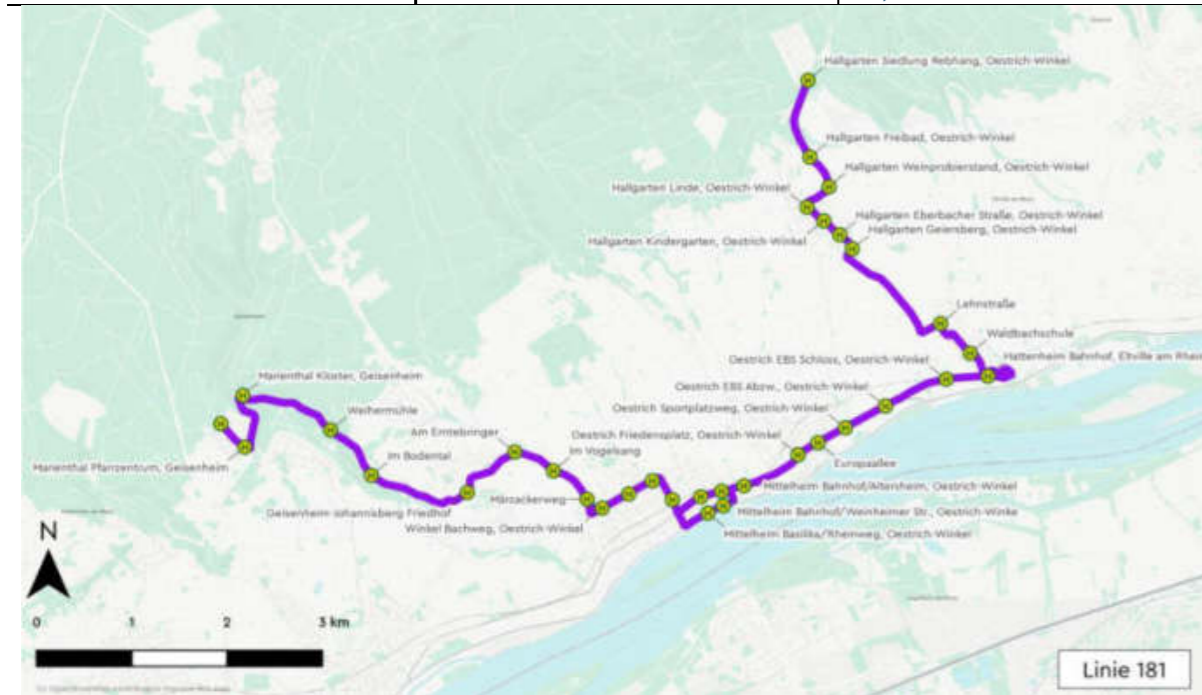 Hallgarten Siedlung Rebhang, Oestrich-Winkel
Hallgarten Freibad, Oestrich-Winkel
Hallgarten Weinprobierstand, Oestrich-Winkel
Hallgarten Linde, Oestrich-Winkel
Hallgarten Eberbacher Straße, Oestrich-Winkel
Hallgarten Geiersberg, Oestrich-Winkel
Hallgarten Kindergarten, Oestrich-Winkel
Lehnstraße
Waldbachschule
Oestrich EBS Schloss, Oestrich-Winkel
Hattenheim Bahnhof, Eltville am Rhein
Marienthal Kloster, Geisenheim
Oestrich EBS Abzw., Oestrich-Winkel
Weihermühle
Oestrich Sportplatzweg, Oestrich-Winkel
Am Erntebringer
Oestrich Friedensplatz, Oestrich-Winkel
Im Vogelsang
Europaallee
Im Bodental
Marienthal Pfarrzentrum, Geisenheim
Mittelheim Bahnhof/Altersheim, Oestrich-Winkel
Märzackerweg
Geisenheim Johannisberg Friedhof
Mittelheim Bahnhof/Weinheimer Str., Oestrich-Winke
Winkel Bachweg, Oestrich-Winkel
Mittelheim Basilika/Rheinweg, Oestrich-Winkel
N
0 1 2 3 km
Linie 181